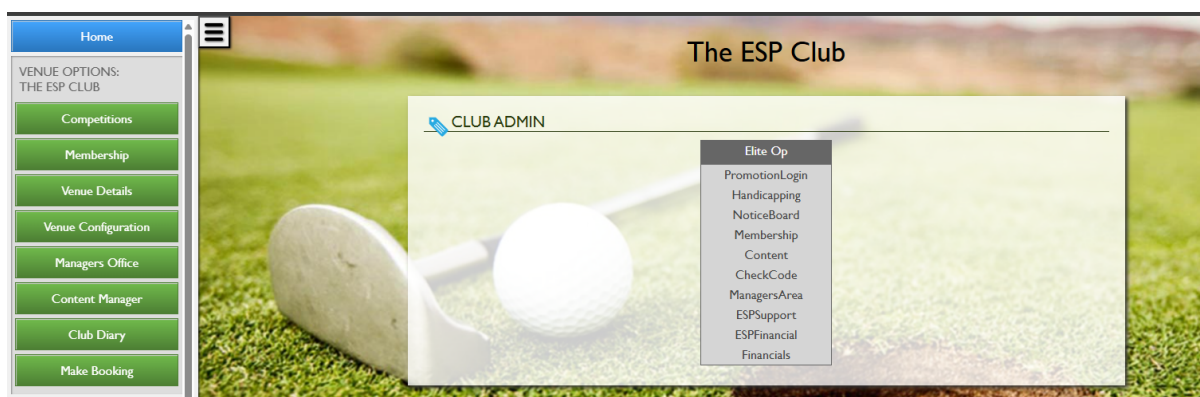 Home
VENUE OPTIONS:
THE ESP CLUB
Competitions
Membership
Venue Details
Venue Configuration
Managers Office
Content Manager
Club Diary
Make Booking
The ESP Club
CLUB ADMIN
Elite Op
PromotionLogin
Handicapping
NoticeBoard
Membership
Content
CheckCode
ManagersArea
ESPSupport
ESPFinancial
Financials